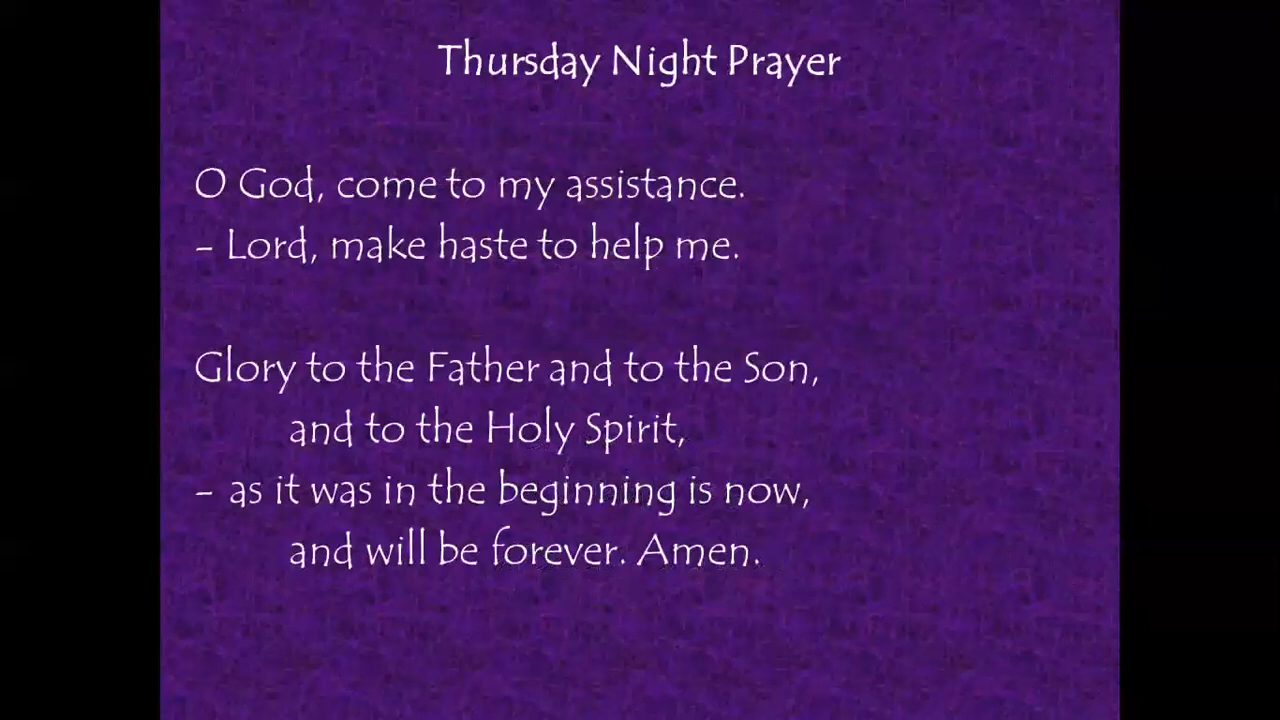 Thursday Night Prayer
O God, come to my assistance.
- Lord, make haste to help me.
Glory to the Father and to the Son,
and to the Holy Spirit,
- as it was in the beginning is now,
and will be forever. Amen.